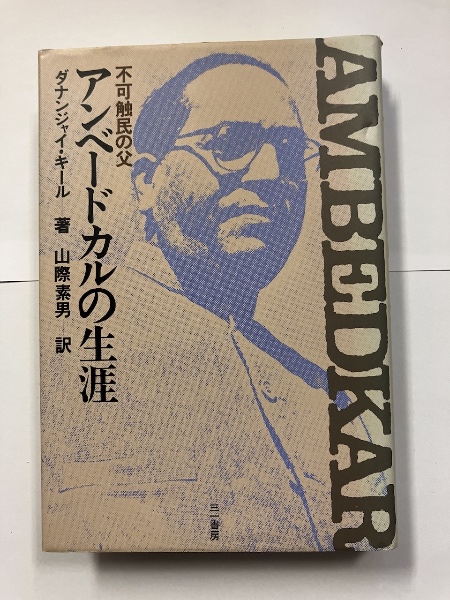 不可触民の父
アンベードカルの生涯
ダナンジャイ・キール 著 山際素男 訳
AMBEDKAR
三一書房